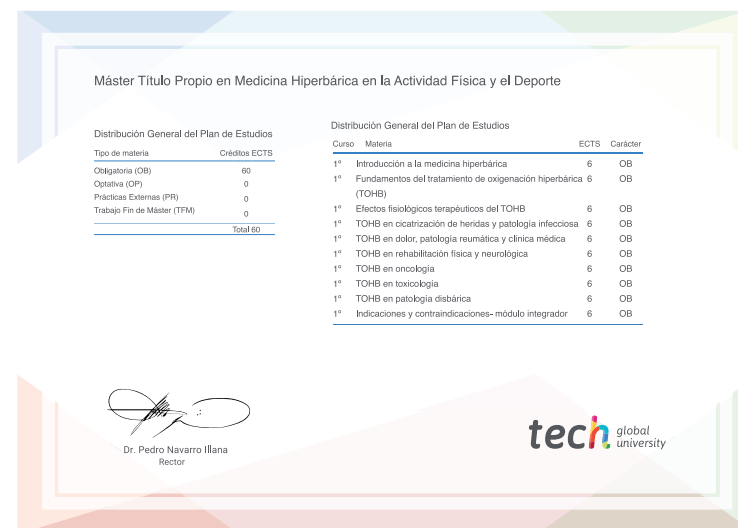 Máster Título Propio en Medicina Hiperbárica en la Actividad Física y el Deporte
Distribución General del Plan de Estudios
Tipo de materia Créditos ECTS
Obligatoria (OB) 60
Optativa (OP) 0
Prácticas Externas (PR) 0
Trabajo Fin de Máster (TFM) 0
Total 60
Distribución General del Plan de Estudios
Curso Materia ECTS Carácter
1º Introducción a la medicina hiperbárica 6 OB
1º Fundamentos del tratamiento de oxigenación hiperbárica 6 OB
(TOHB)
1º Efectos fisiológicos terapéuticos del TOHB 6 OB
1º TOHB en cicatrización de heridas y patología infecciosa 6 OB
1º TOHB en dolor, patología reumática y clínica médica 6 OB
1º TOHB en rehabilitación física y neurológica 6 OB
1º TOHB en oncología 6 OB
1º TOHB en toxicología 6 OB
1º TOHB en patología disbárica 6 OB
1º Indicaciones y contraindicaciones- módulo integrador 6 OB
Dr. Pedro Navarro Illana
Rector
tech global
university